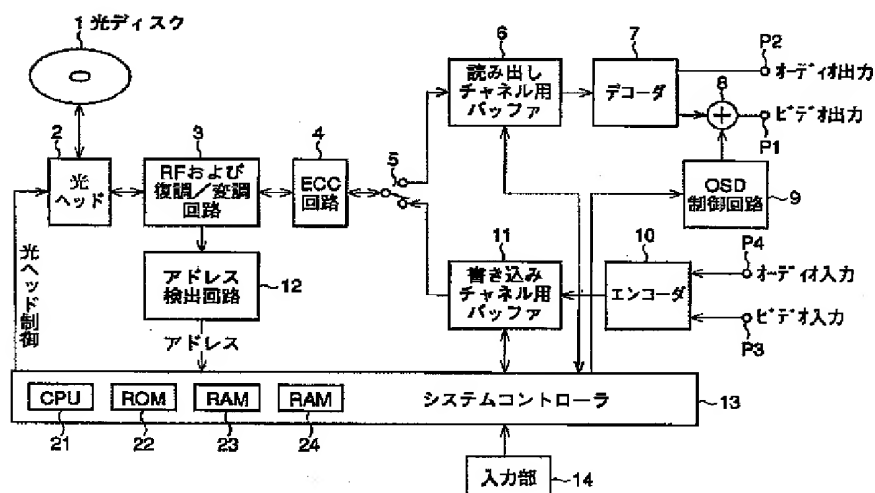 1 光ディスク
2
光
ヘッド
3
RFおよび
復調/変調
回路
4
ECC
回路
5
6
読み出し
チャネル用
バッファ
7
デコーダ
P2
オーディオ出力
8
ビデオ出力
P1
OSD
制御回路
9
光ヘッド制御
アドレス
検出回路
12
アドレス
11
書き込み
チャネル用
バッファ
10
エンコーダ
P4
オーディオ入力
ビデオ入力
P3
CPU
ROM
RAM
RAM
システムコントローラ
13
21
22
23
24
入力部
14